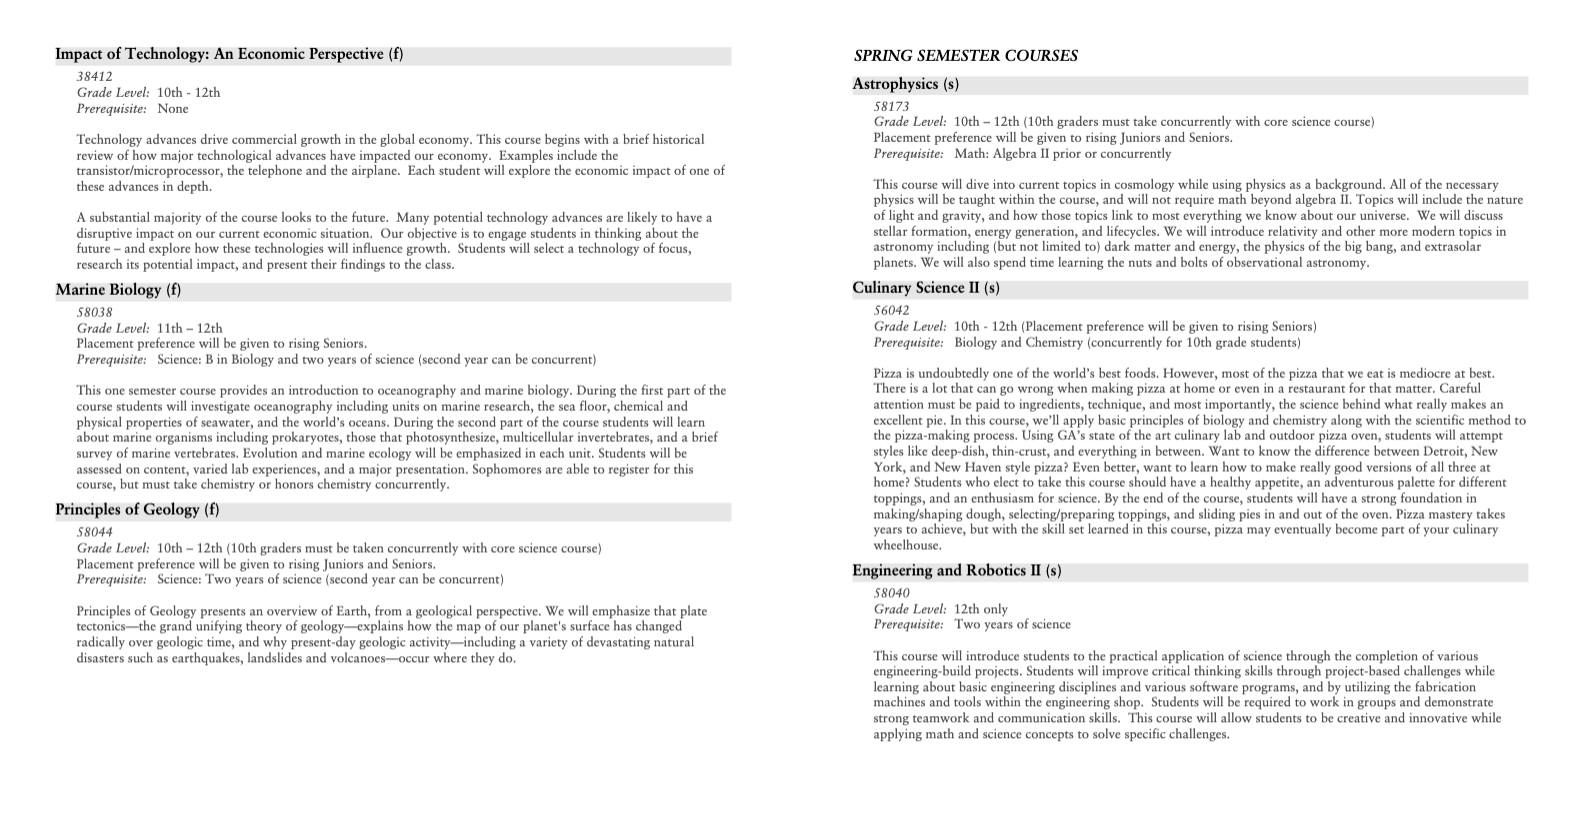 Impact of Technology: An Economic Perspective (f)
38412
Grade Level: 10th - 12th
Prerequisite: None
Technology advances drive commercial growth in the global economy. This course begins with a brief historical
review of how major technological advances have impacted our economy. Examples include the
transistor/microprocessor, the telephone and the airplane. Each student will explore the economic impact of one of
these advances in depth.
A substantial majority of the course looks to the future. Many potential technology advances are likely to have a
disruptive impact on our current economic situation. Our objective is to engage students in thinking about the
future – and explore how these technologies will influence growth. Students will select a technology of focus,
research its potential impact, and present their findings to the class.
Marine Biology (f)
58038
Grade Level: 11th – 12th
Placement preference will be given to rising Seniors.
Prerequisite: Science: B in Biology and two years of science (second year can be concurrent)
This one semester course provides an introduction to oceanography and marine biology. During the first part of the
course students will investigate oceanography including units on marine research, the sea floor, chemical and
physical properties of seawater, and the world's oceans. During the second part of the course students will learn
about marine organisms including prokaryotes, those that photosynthesize, multicellular invertebrates, and a brief
survey of marine vertebrates. Evolution and marine ecology will be emphasized in each unit. Students will be
assessed on content, varied lab experiences, and a major presentation. Sophomores are able to register for this
course, but must take chemistry or honors chemistry concurrently.
Principles of Geology (f)
58044
Grade Level: 10th – 12th (10th graders must be taken concurrently with core science course)
Placement preference will be given to rising Juniors and Seniors.
Prerequisite: Science: Two years of science (second year can be concurrent)
Principles of Geology presents an overview of Earth, from a geological perspective. We will emphasize that plate
tectonics—the grand unifying theory of geology—explains how the map of our planet's surface has changed
radically over geologic time, and why present-day geologic activity—including a variety of devastating natural
disasters such as earthquakes, landslides and volcanoes—occur where they do.
SPRING SEMESTER COURSES
Astrophysics (s)
58173
Grade Level: 10th – 12th (10th graders must take concurrently with core science course)
Placement preference will be given to rising Juniors and Seniors.
Prerequisite: Math: Algebra II prior or concurrently
This course will dive into current topics in cosmology while using physics as a background. All of the necessary
physics will be taught within the course, and will not require math beyond algebra II. Topics will include the nature
of light and gravity, and how those topics link to most everything we know about our universe. We will discuss
stellar formation, energy generation, and lifecycles. We will introduce relativity and other more modern topics in
astronomy including (but not limited to) dark matter and energy, the physics of the big bang, and extrasolar
planets. We will also spend time learning the nuts and bolts of observational astronomy.
Culinary Science II (s)
56042
Grade Level: 10th - 12th (Placement preference will be given to rising Seniors)
Prerequisite: Biology and Chemistry (concurrently for 10th grade students)
Pizza is undoubtedly one of the world's best foods. However, most of the pizza that we eat is mediocre at best.
There is a lot that can go wrong when making pizza at home or even in a restaurant for that matter. Careful
attention must be paid to ingredients, technique, and most importantly, the science behind what really makes an
excellent pie. In this course, we'll apply basic principles of biology and chemistry along with the scientific method to
the pizza-making process. Using GA's state of the art culinary lab and outdoor pizza oven, students will attempt
styles like deep-dish, thin-crust, and everything in between. Want to know the difference between Detroit, New
York, and New Haven style pizza? Even better, want to learn how to make really good versions of all three at
home? Students who elect to take this course should have a healthy appetite, an adventurous palette for different
toppings, and an enthusiasm for science. By the end of the course, students will have a strong foundation in
making/shaping dough, selecting/preparing toppings, and sliding pies in and out of the oven. Pizza mastery takes
years to achieve, but with the skill set learned in this course, pizza may eventually become part of your culinary
wheelhouse.
Engineering and Robotics II (s)
58040
Grade Level: 12th only
Prerequisite: Two years of science
This course will introduce students to the practical application of science through the completion of various
engineering-build projects. Students will improve critical thinking skills through project-based challenges while
learning about basic engineering disciplines and various software programs, and by utilizing the fabrication
machines and tools within the engineering shop. Students will be required to work in groups and demonstrate
strong teamwork and communication skills. This course will allow students to be creative and innovative while
applying math and science concepts to solve specific challenges.